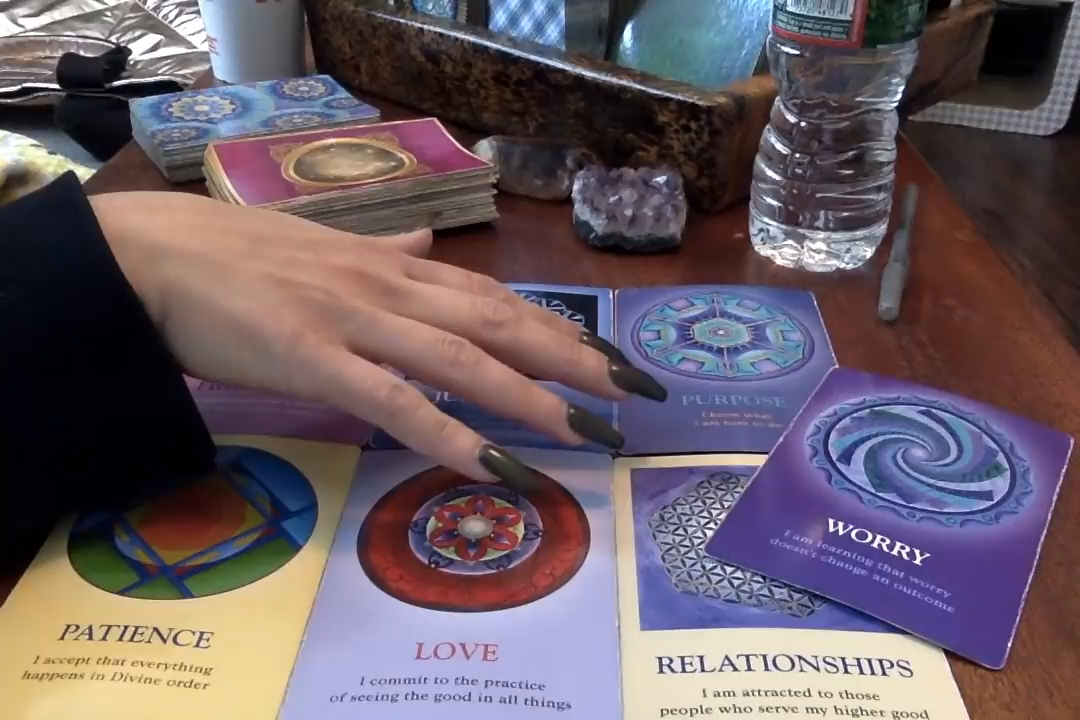 PURPOSE
I know what
I am here to do
WORRY
I am learning that worry
doesn't change an outcome
PATIENCE
I accept that everything
happens in Divine order
LOVE
I commit to the practice
of seeing the good in all things
RELATIONSHIPS
I am attracted to those
people who serve my higher good